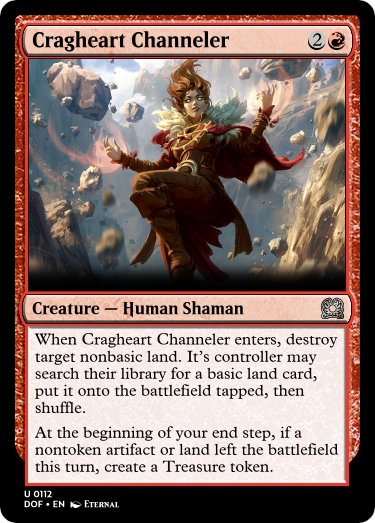 Cragheart Channeler 2
Creature — Human Shaman
When Cragheart Channeler enters, destroy
target nonbasic land. It's controller may
search their library for a basic land card,
put it onto the battlefield tapped, then
shuffle.
At the beginning of your end step, if a
nontoken artifact or land left the battlefield
this turn, create a Treasure token.
U 0112
DOF • EN Eternal